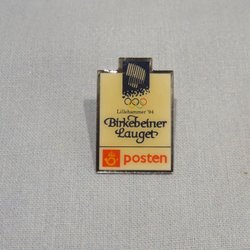 Lillehammer '94
Birkebeiner
Lauget
posten